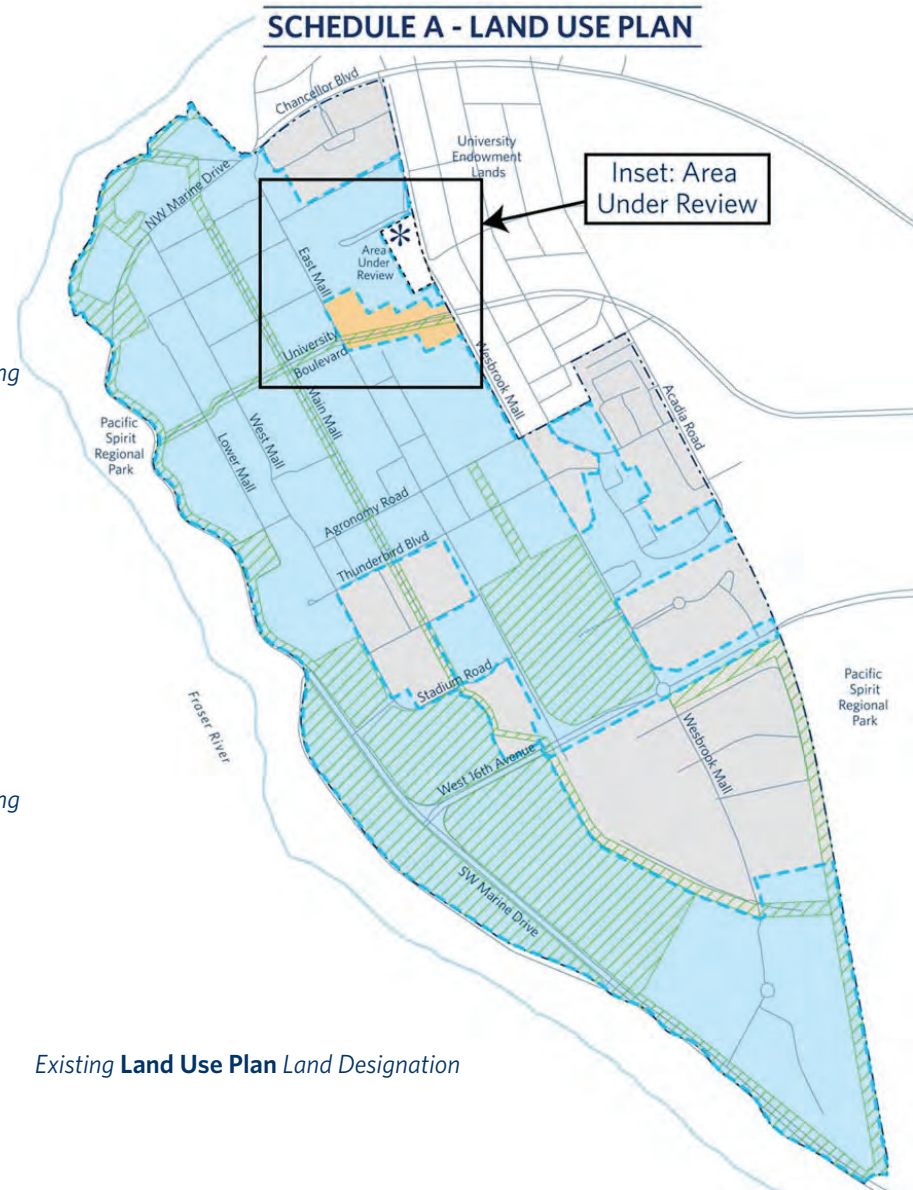 SCHEDULE A - LAND USE PLAN
Chancellor Blvd
University
Endowment
Lands
Inset: Area
Under Review
NW Marine Drive
*
Area
Under
Review
East Mall
University
Boulevard
Wesbrook Mall
ng
Acadia Road
Main Mall
Pacific
Spirit
Regional
Park
West Mall
Lower Mall
Agronomy Road
Thunderbird Blvd
Stadium Road
Pacific
Spirit
Regional
Park
Fraser River
Wesbrook Mall
West 16th Avenue
ng
SW Marine Drive
Existing Land Use Plan Land Designation